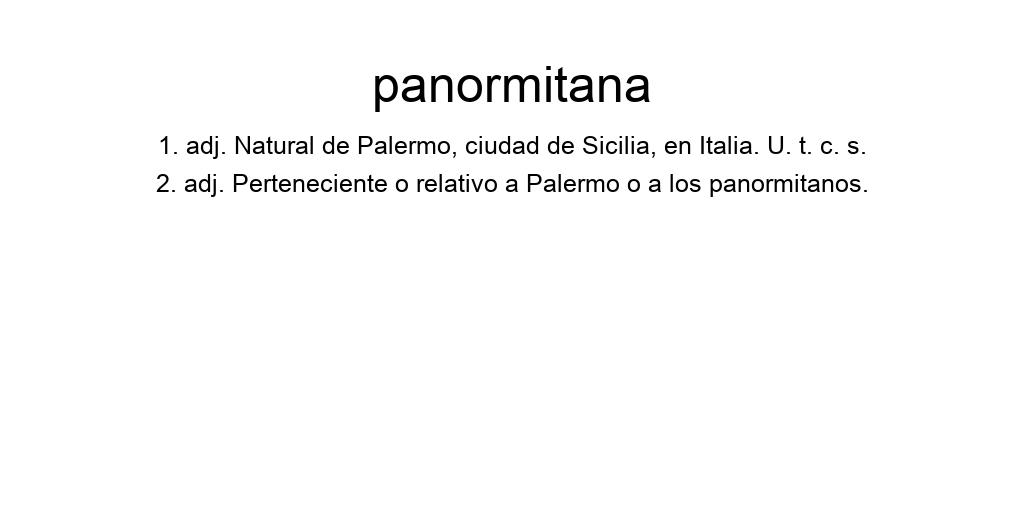 panormitana
1. adj. Natural de Palermo, ciudad de Sicilia, en Italia. U. t. c. s.
2. adj. Perteneciente o relativo a Palermo o a los panormitanos.